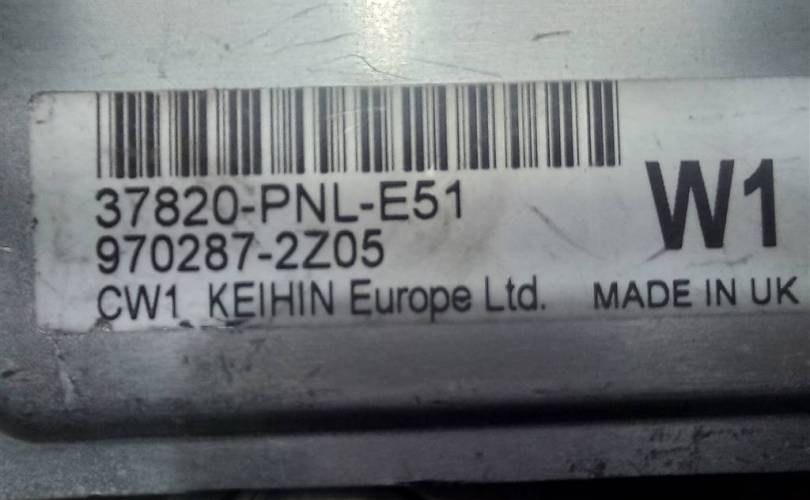 37820-PNL-E51
W1
970287-2Z05
CW1 KEIHIN Europe Ltd. MADE IN UK